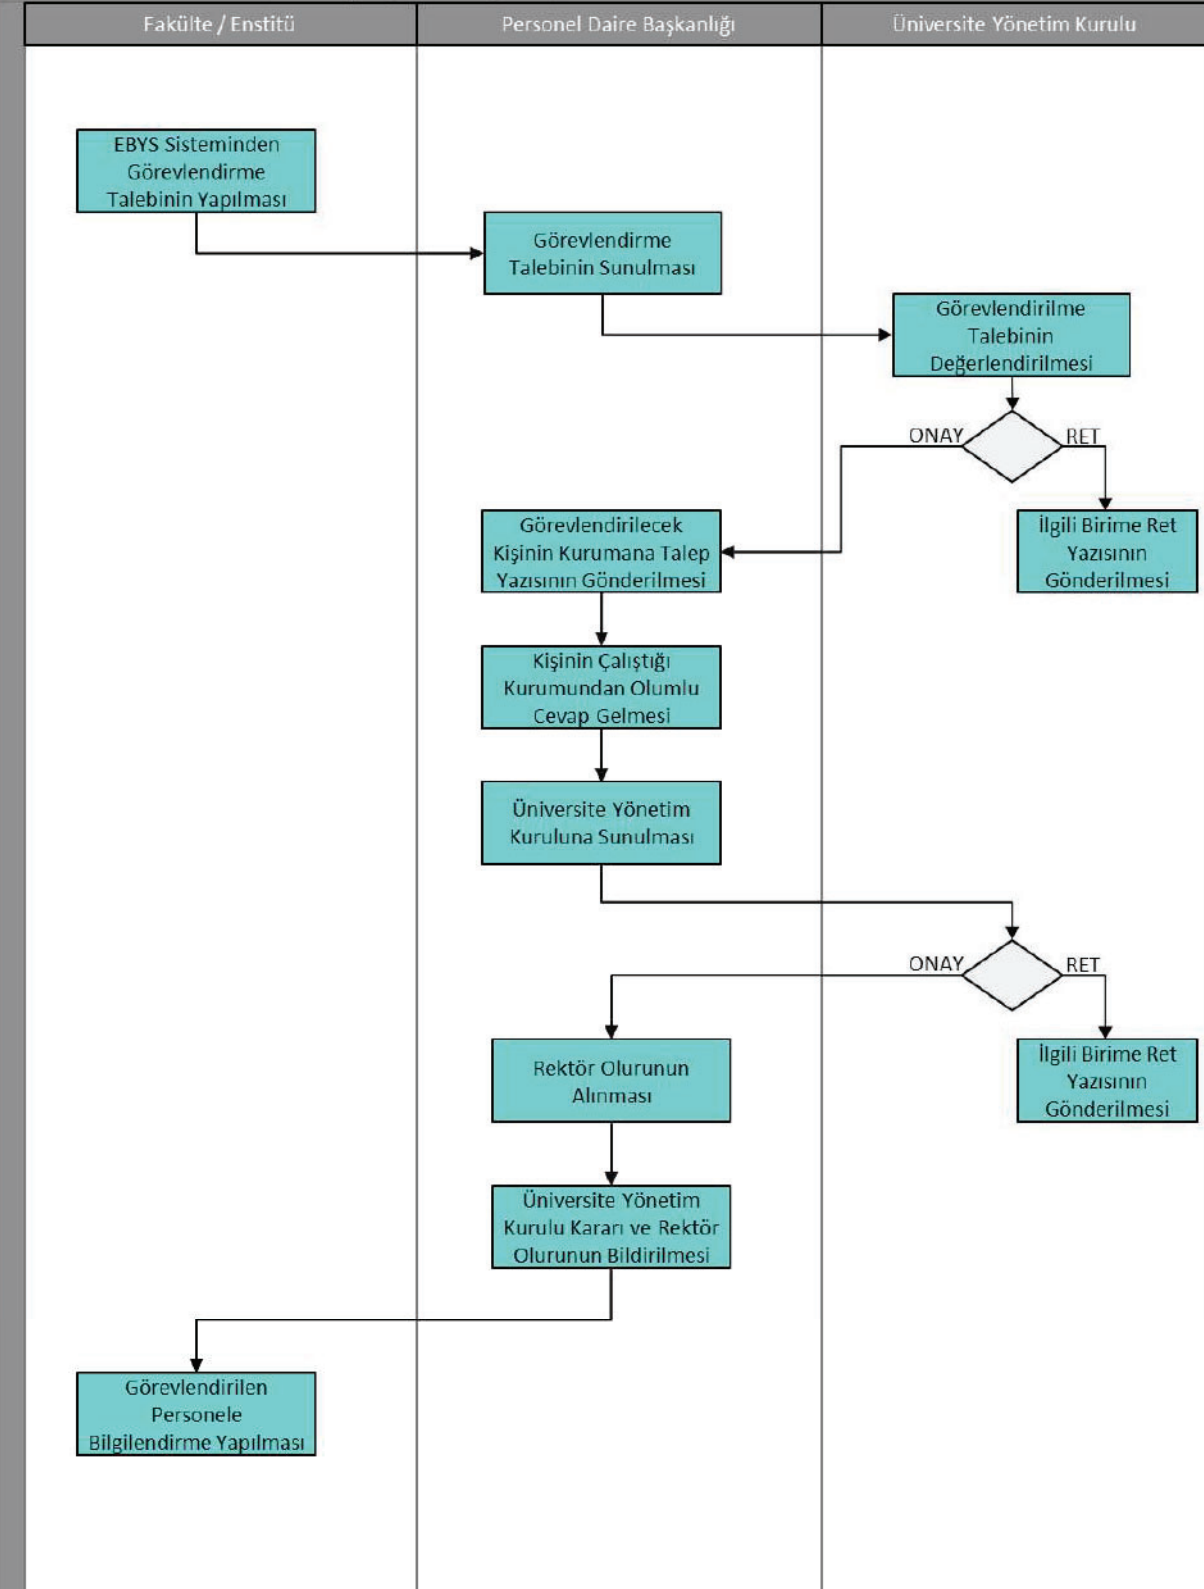 Fakülte / Enstitü
Personel Daire Başkanlığı
Üniversite Yönetim Kurulu
EBYS Sisteminden
Görevlendirme
Talebinin Yapılması
Görevlendirme
Talebinin Sunulması
Görevlendirilme
Talebinin
Değerlendirilmesi
ONAY
RET
Görevlendirilecek
Kişinin Kurumana Talep
Yazısının Gönderilmesi
İlgili Birime Ret
Yazısının
Gönderilmesi
Kişinin Çalıştığı
Kurumundan Olumlu
Cevap Gelmesi
Üniversite Yönetim
Kuruluna Sunulması
ONAY
RET
Rektör Olurunun
Alınması
İlgili Birime Ret
Yazısının
Gönderilmesi
Üniversite Yönetim
Kurulu Kararı ve Rektör
Olurunun Bildirilmesi
Görevlendirilen
Personele
Bilgilendirme Yapılması